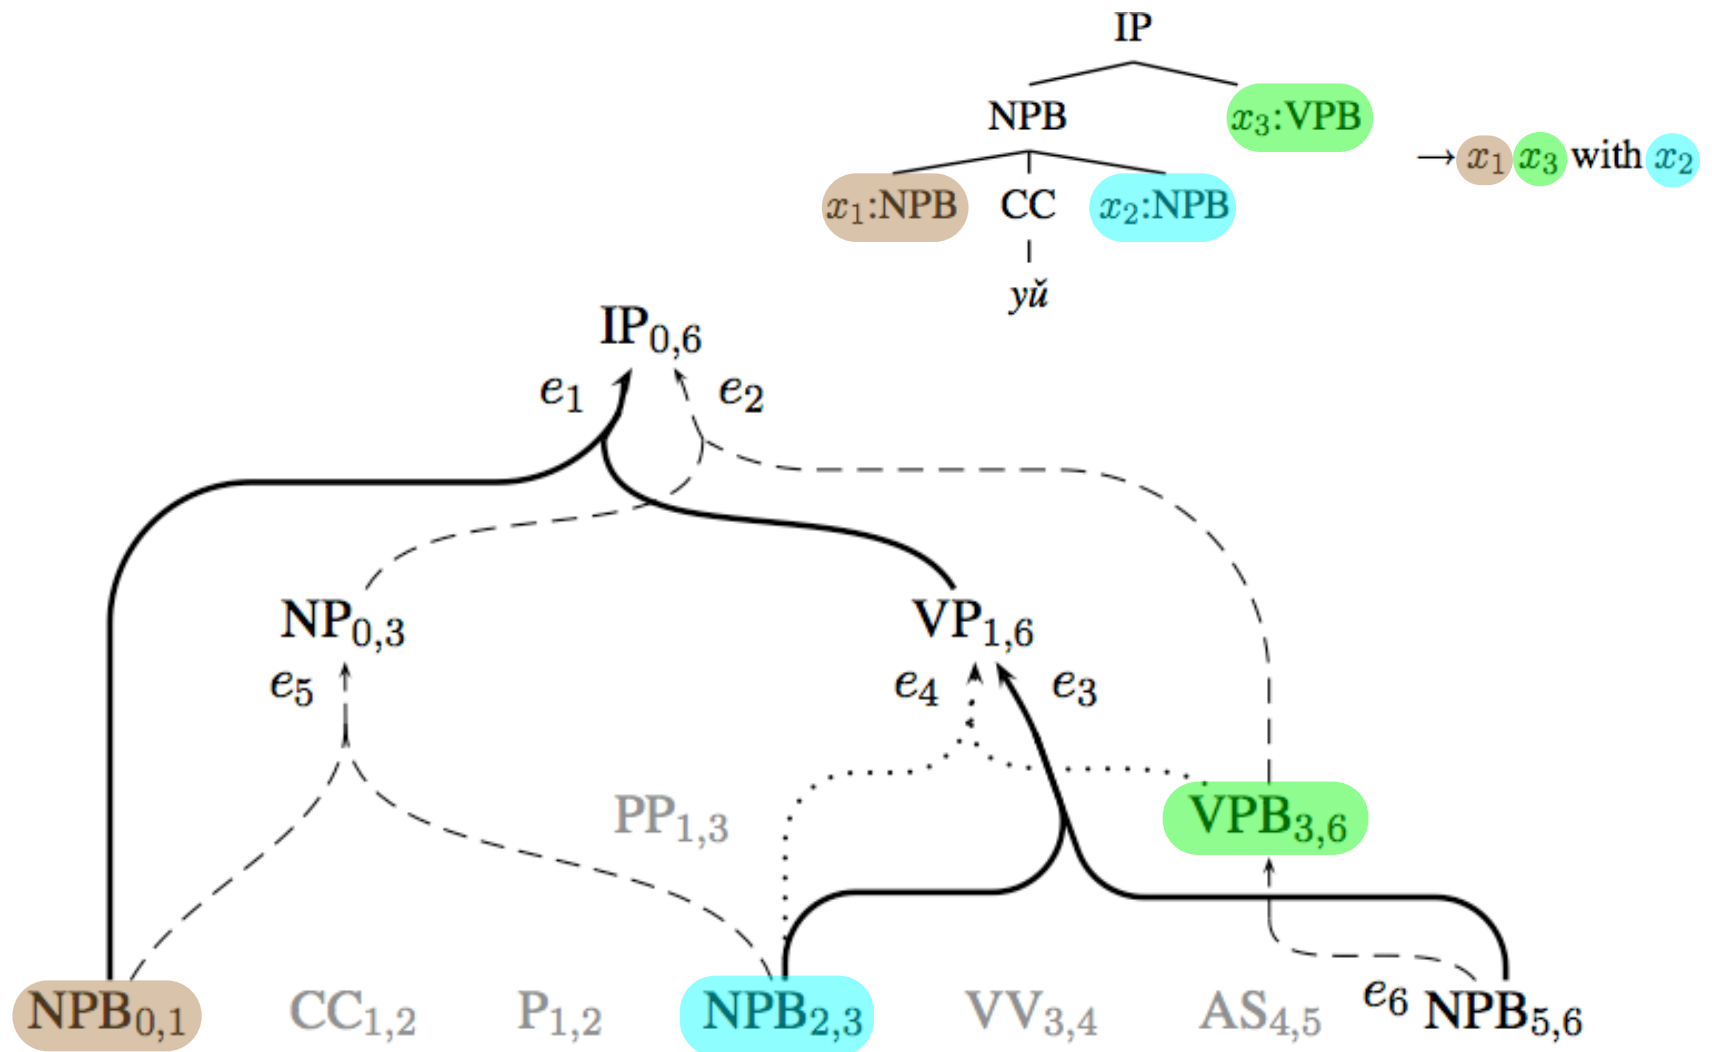 IP
NPB x₃:VPB
→ x₁ x₃ with x₂
x₁:NPB CC x₂:NPB
yǔ
IP₀,₆
e₁ e₂
NP₀,₃ VP₁,₆
e₅ e₄ e₃
PP₁,₃ VPB₃,₆
NPB₀,₁ CC₁,₂ P₁,₂ NPB₂,₃ VV₃,₄ AS₄,₅ e₆ NPB₅,₆